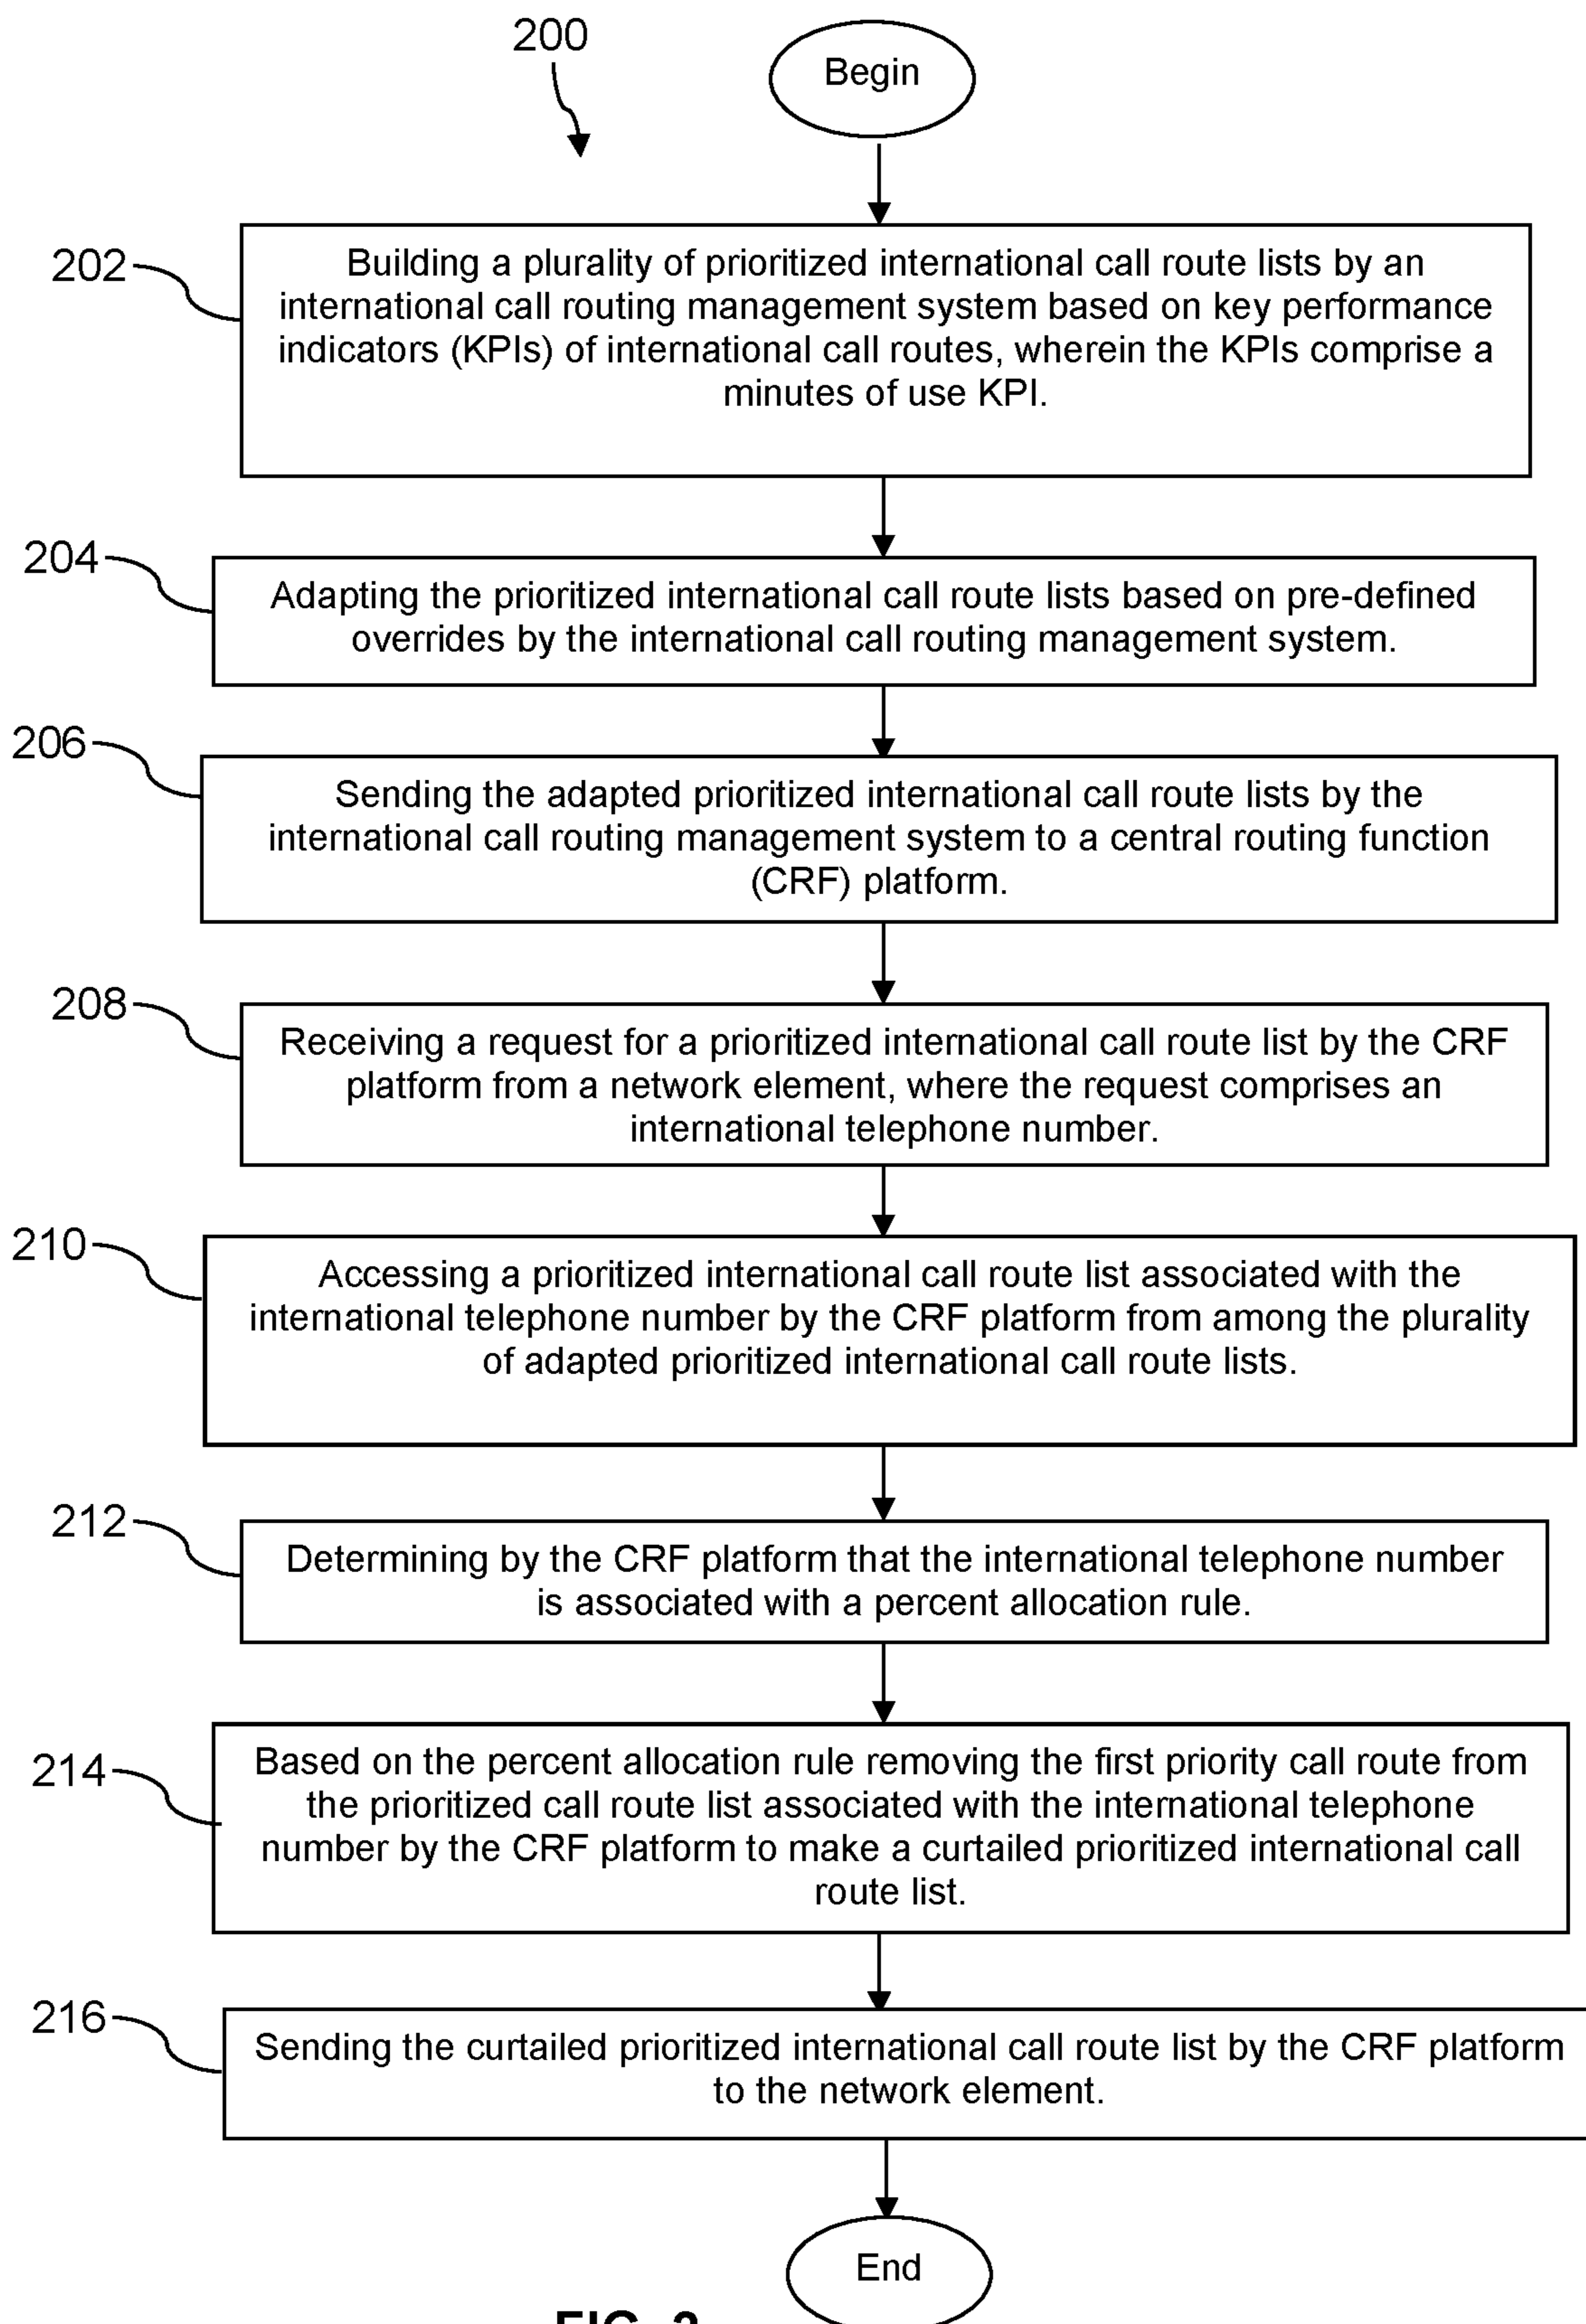 200
Begin
202
Building a plurality of prioritized international call route lists by an
international call routing management system based on key performance
indicators (KPIs) of international call routes, wherein the KPIs comprise a
minutes of use KPI.
204
Adapting the prioritized international call route lists based on pre-defined
overrides by the international call routing management system.
206
Sending the adapted prioritized international call route lists by the
international call routing management system to a central routing function
(CRF) platform.
208
Receiving a request for a prioritized international call route list by the CRF
platform from a network element, where the request comprises an
international telephone number.
210
Accessing a prioritized international call route list associated with the
international telephone number by the CRF platform from among the plurality
of adapted prioritized international call route lists.
212
Determining by the CRF platform that the international telephone number
is associated with a percent allocation rule.
214
Based on the percent allocation rule removing the first priority call route from
the prioritized call route list associated with the international telephone
number by the CRF platform to make a curtailed prioritized international call
route list.
216
Sending the curtailed prioritized international call route list by the CRF platform
to the network element.
End
FIG.